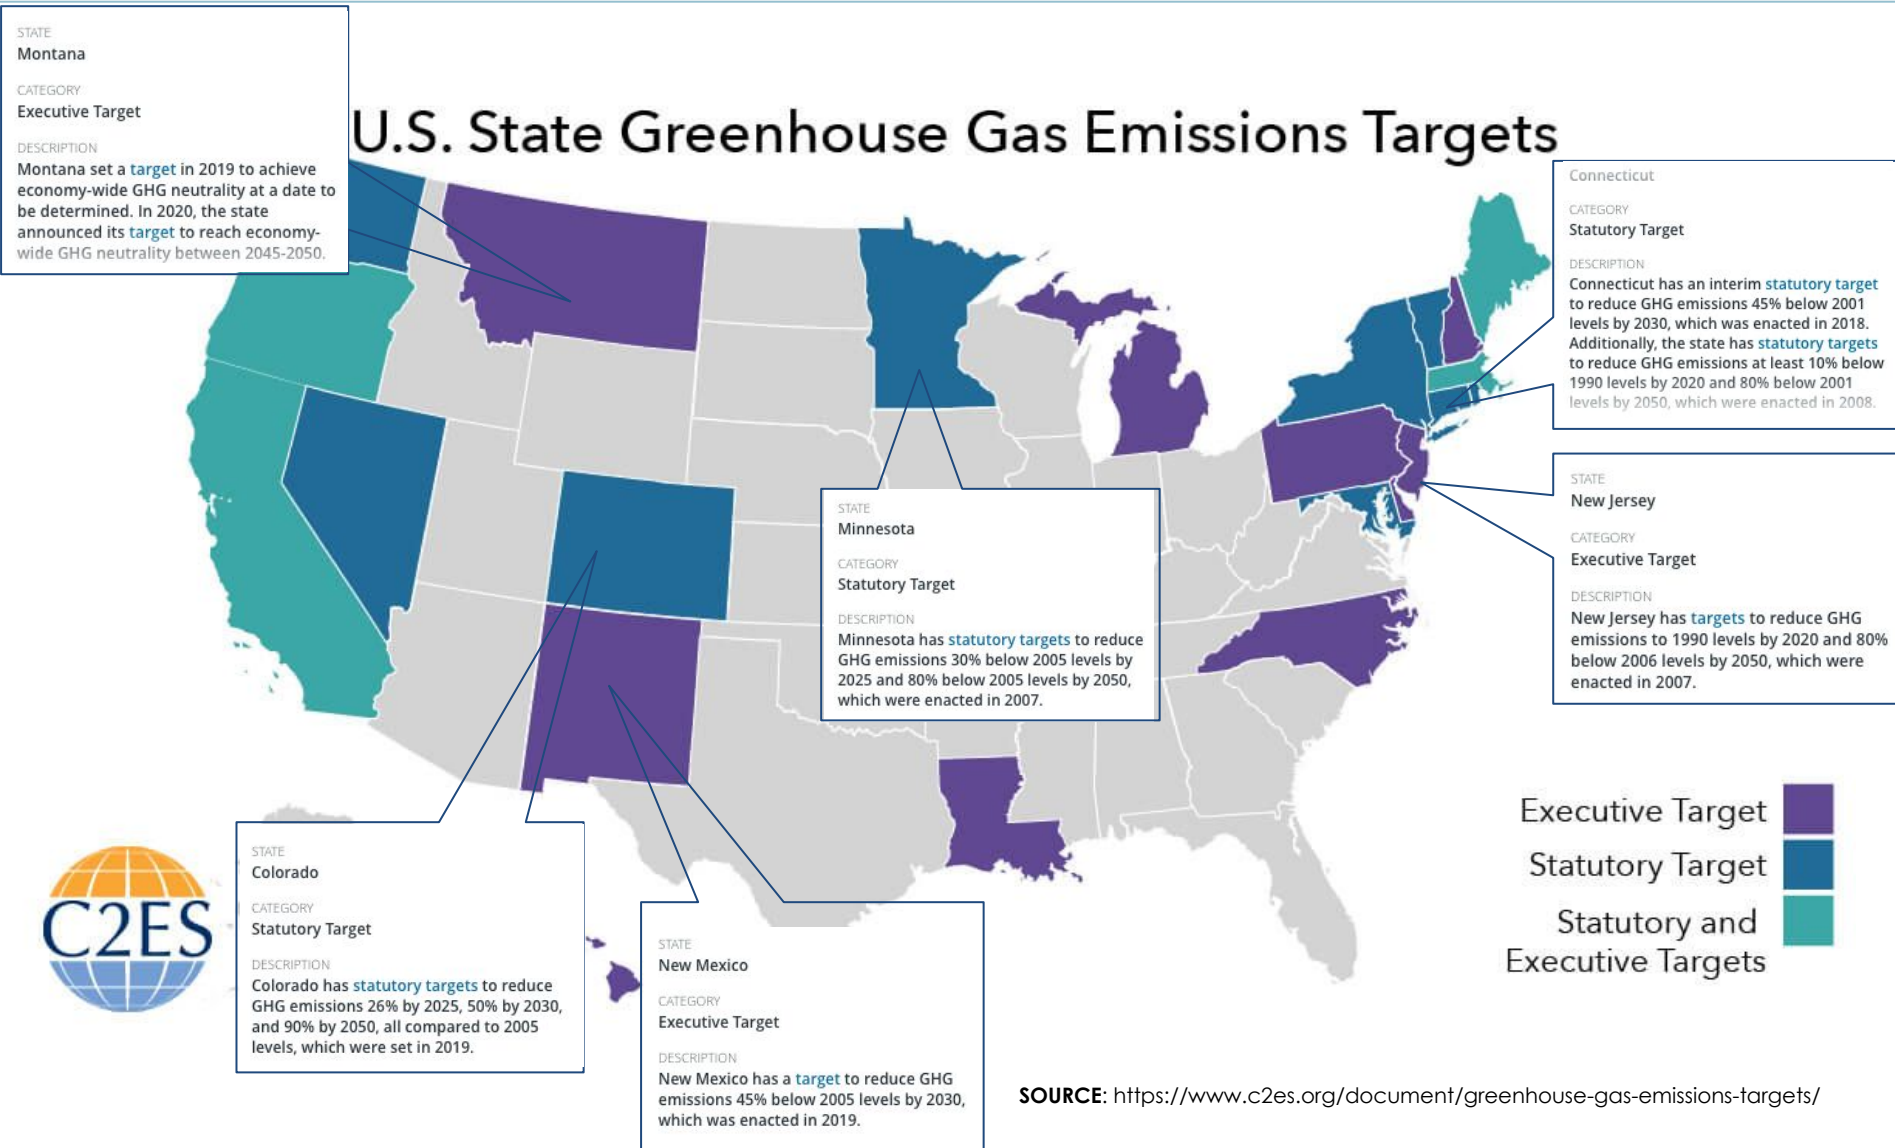 STATE
Montana
CATEGORY
Executive Target
DESCRIPTION
Montana set a target in 2019 to achieve
economy-wide GHG neutrality at a date to
be determined. In 2020, the state
announced its target to reach economy-
wide GHG neutrality between 2045-2050.
U.S. State Greenhouse Gas Emissions Targets
Connecticut
CATEGORY
Statutory Target
DESCRIPTION
Connecticut has an interim statutory target
to reduce GHG emissions 45% below 2001
levels by 2030, which was enacted in 2018.
Additionally, the state has statutory targets
to reduce GHG emissions at least 10% below
1990 levels by 2020 and 80% below 2001
levels by 2050, which were enacted in 2008.
STATE
New Jersey
CATEGORY
Executive Target
DESCRIPTION
New Jersey has targets to reduce GHG
emissions to 1990 levels by 2020 and 80%
below 2006 levels by 2050, which were
enacted in 2007.
STATE
Minnesota
CATEGORY
Statutory Target
DESCRIPTION
Minnesota has statutory targets to reduce
GHG emissions 30% below 2005 levels by
2025 and 80% below 2005 levels by 2050,
which were enacted in 2007.
Executive Target
Statutory Target
Statutory and
Executive Targets
C2ES
STATE
Colorado
CATEGORY
Statutory Target
DESCRIPTION
Colorado has statutory targets to reduce
GHG emissions 26% by 2025, 50% by 2030,
and 90% by 2050, all compared to 2005
levels, which were set in 2019.
STATE
New Mexico
CATEGORY
Executive Target
DESCRIPTION
New Mexico has a target to reduce GHG
emissions 45% below 2005 levels by 2030,
which was enacted in 2019.
SOURCE: https://www.c2es.org/document/greenhouse-gas-emissions-targets/